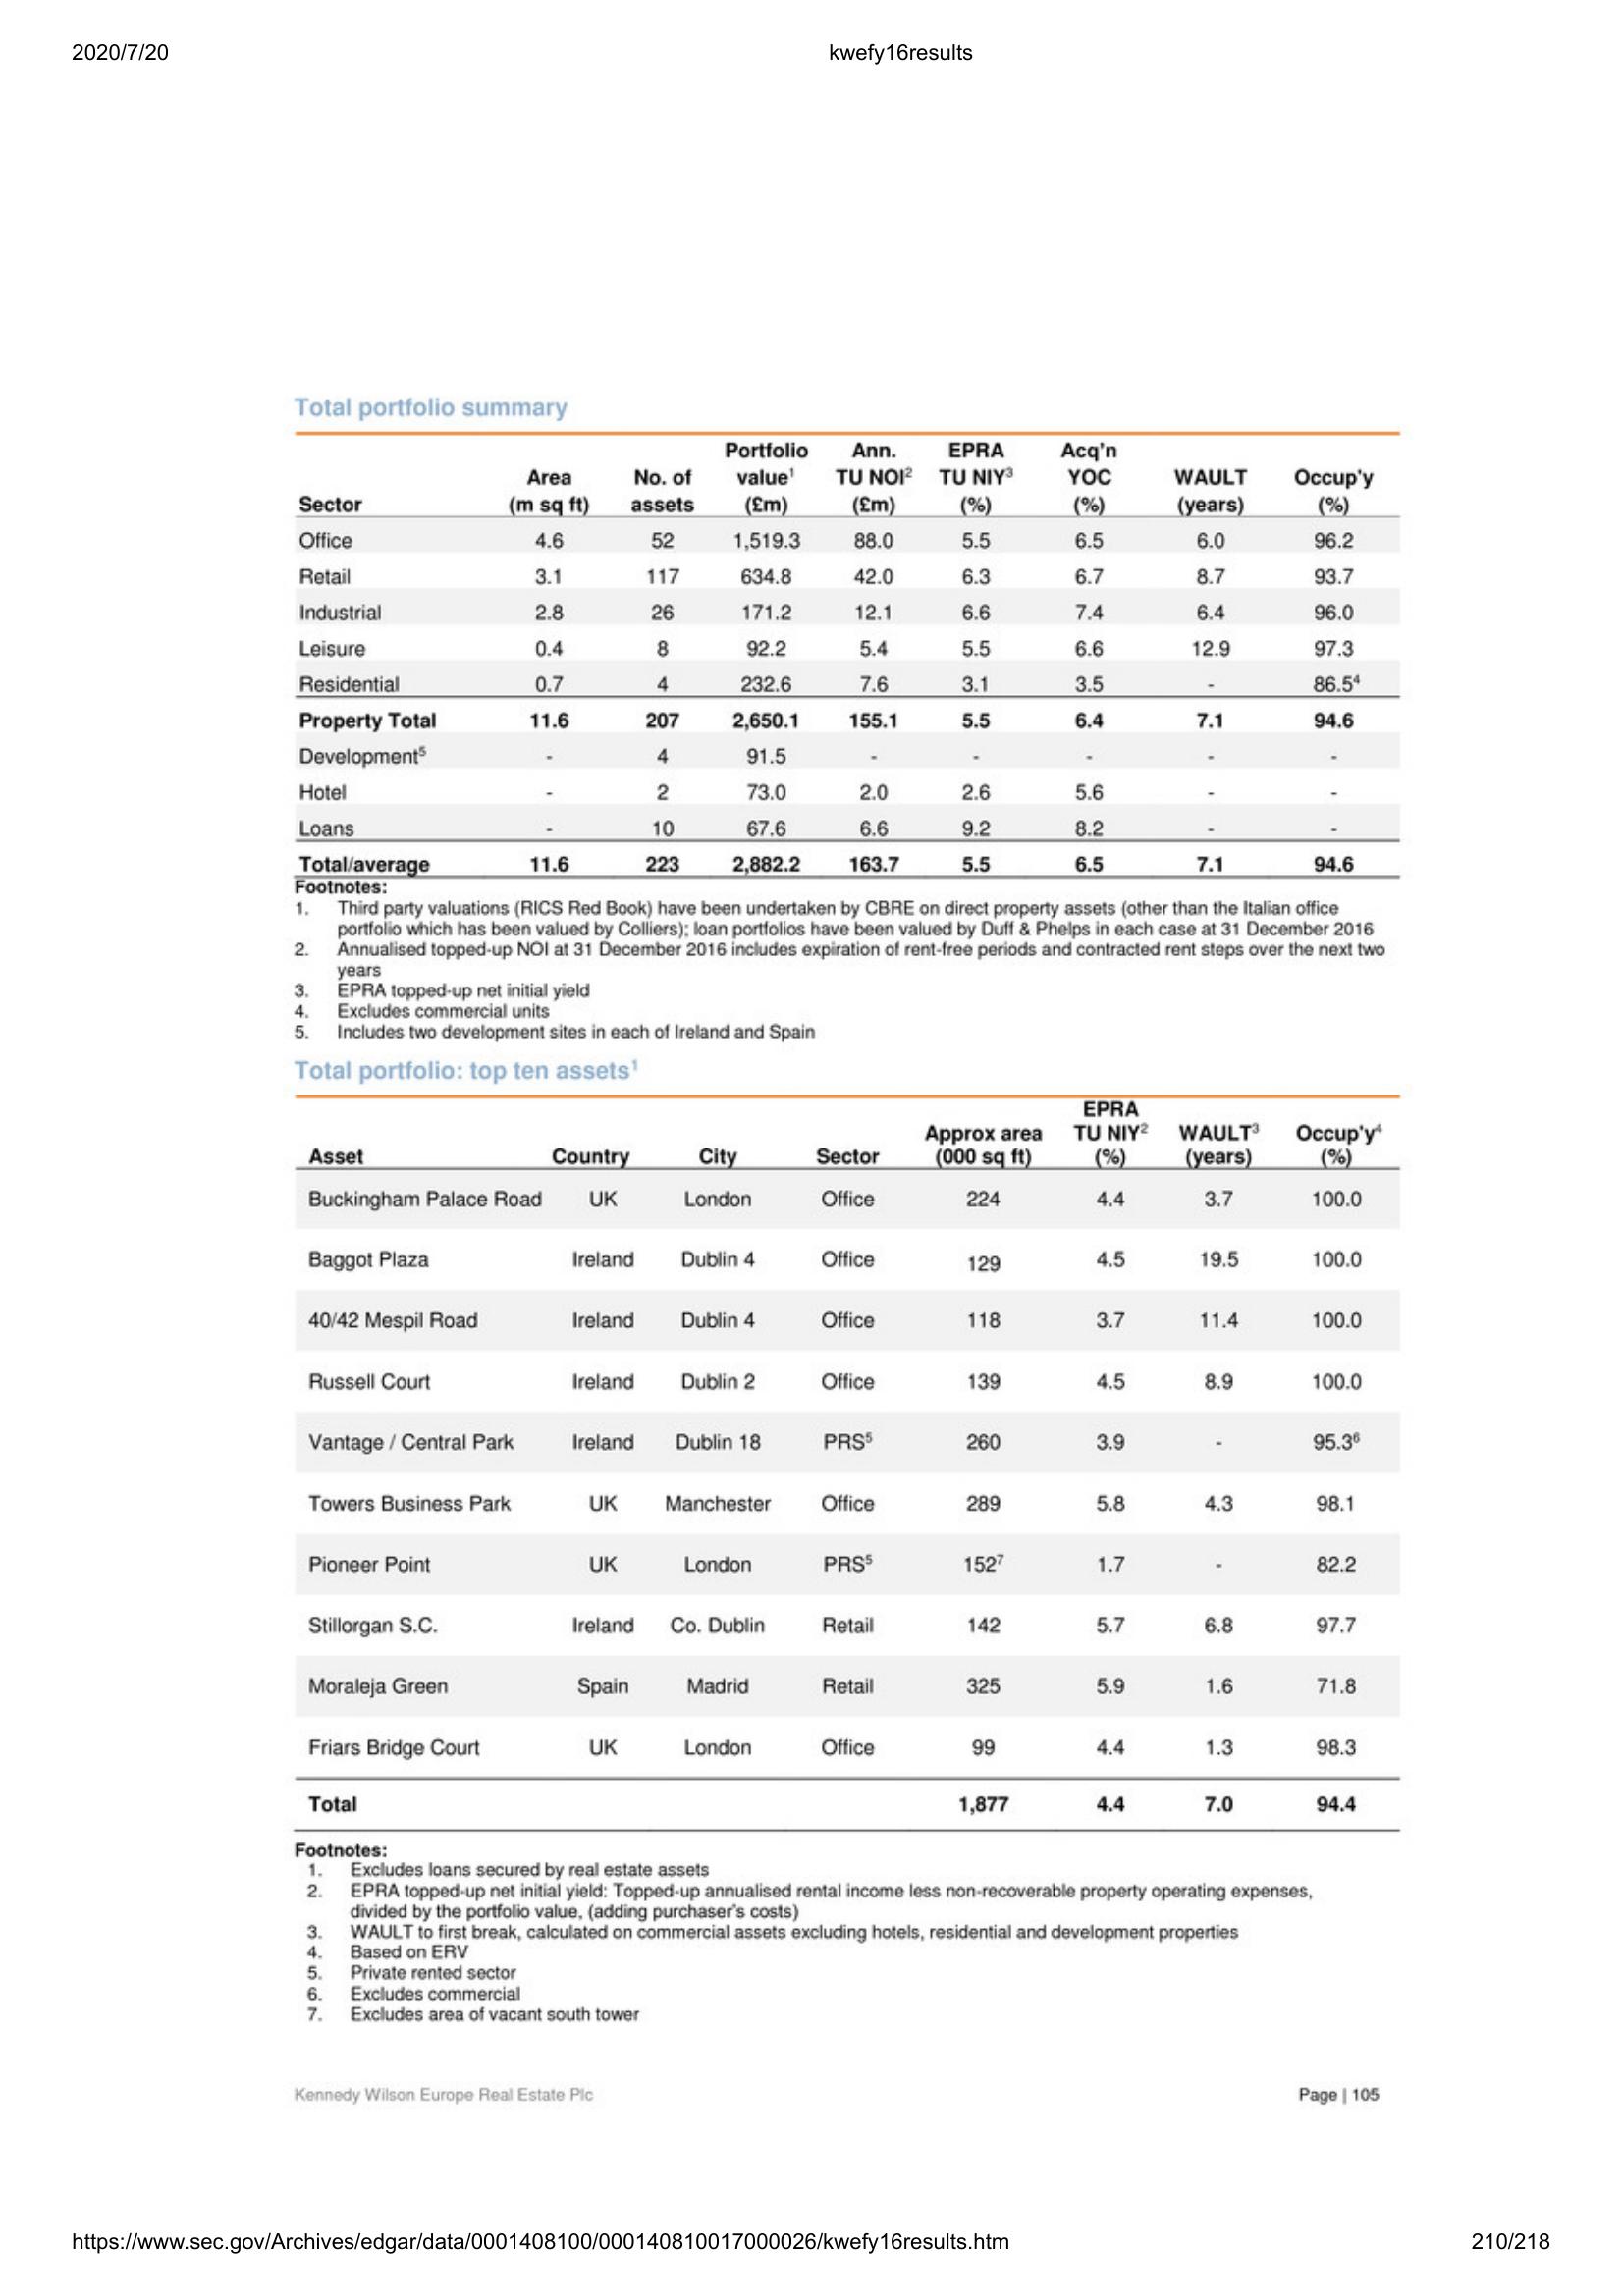 2020/7/20 kwefy16results
Total portfolio summary
Portfolio Ann. EPRA Acq'n
Area No. of value1 TU NOI2 TU NIY3 YOC WAULT Occup'y
Sector (m sq ft) assets (£m) (£m) (%) (%) (years) (%)
Office 4.6 52 1,519.3 88.0 5.5 6.5 6.0 96.2
Retail 3.1 117 634.8 42.0 6.3 6.7 8.7 93.7
Industrial 2.8 26 171.2 12.1 6.6 7.4 6.4 96.0
Leisure 0.4 8 92.2 5.4 5.5 6.6 12.9 97.3
Residential 0.7 4 232.6 7.6 3.1 3.5 - 86.54
Property Total 11.6 207 2,650.1 155.1 5.5 6.4 7.1 94.6
Development5 - 4 91.5 - - - - -
Hotel - 2 73.0 2.0 2.6 5.6 - -
Loans - 10 67.6 6.6 9.2 8.2 - -
Total/average 11.6 223 2,882.2 163.7 5.5 6.5 7.1 94.6
Footnotes:
1. Third party valuations (RICS Red Book) have been undertaken by CBRE on direct property assets (other than the Italian office
portfolio which has been valued by Colliers); loan portfolios have been valued by Duff & Phelps in each case at 31 December 2016
2. Annualised topped-up NOI at 31 December 2016 includes expiration of rent-free periods and contracted rent steps over the next two
years
3. EPRA topped-up net initial yield
4. Excludes commercial units
5. Includes two development sites in each of Ireland and Spain
Total portfolio: top ten assets1
EPRA
Approx area TU NIY2 WAULT3 Occup'y4
Asset Country City Sector (000 sq ft) (%) (years) (%)
Buckingham Palace Road UK London Office 224 4.4 3.7 100.0
Baggot Plaza Ireland Dublin 4 Office 129 4.5 19.5 100.0
40/42 Mespil Road Ireland Dublin 4 Office 118 3.7 11.4 100.0
Russell Court Ireland Dublin 2 Office 139 4.5 8.9 100.0
Vantage / Central Park Ireland Dublin 18 PRS5 260 3.9 - 95.36
Towers Business Park UK Manchester Office 289 5.8 4.3 98.1
Pioneer Point UK London PRS5 1527 1.7 - 82.2
Stillorgan S.C. Ireland Co. Dublin Retail 142 5.7 6.8 97.7
Moraleja Green Spain Madrid Retail 325 5.9 1.6 71.8
Friars Bridge Court UK London Office 99 4.4 1.3 98.3
Total 1,877 4.4 7.0 94.4
Footnotes:
1. Excludes loans secured by real estate assets
2. EPRA topped-up net initial yield: Topped-up annualised rental income less non-recoverable property operating expenses,
divided by the portfolio value, (adding purchaser's costs)
3. WAULT to first break, calculated on commercial assets excluding hotels, residential and development properties
4. Based on ERV
5. Private rented sector
6. Excludes commercial
7. Excludes area of vacant south tower
Kennedy Wilson Europe Real Estate Plc Page | 105
https://www.sec.gov/Archives/edgar/data/0001408100/000140810017000026/kwefy16results.htm 210/218